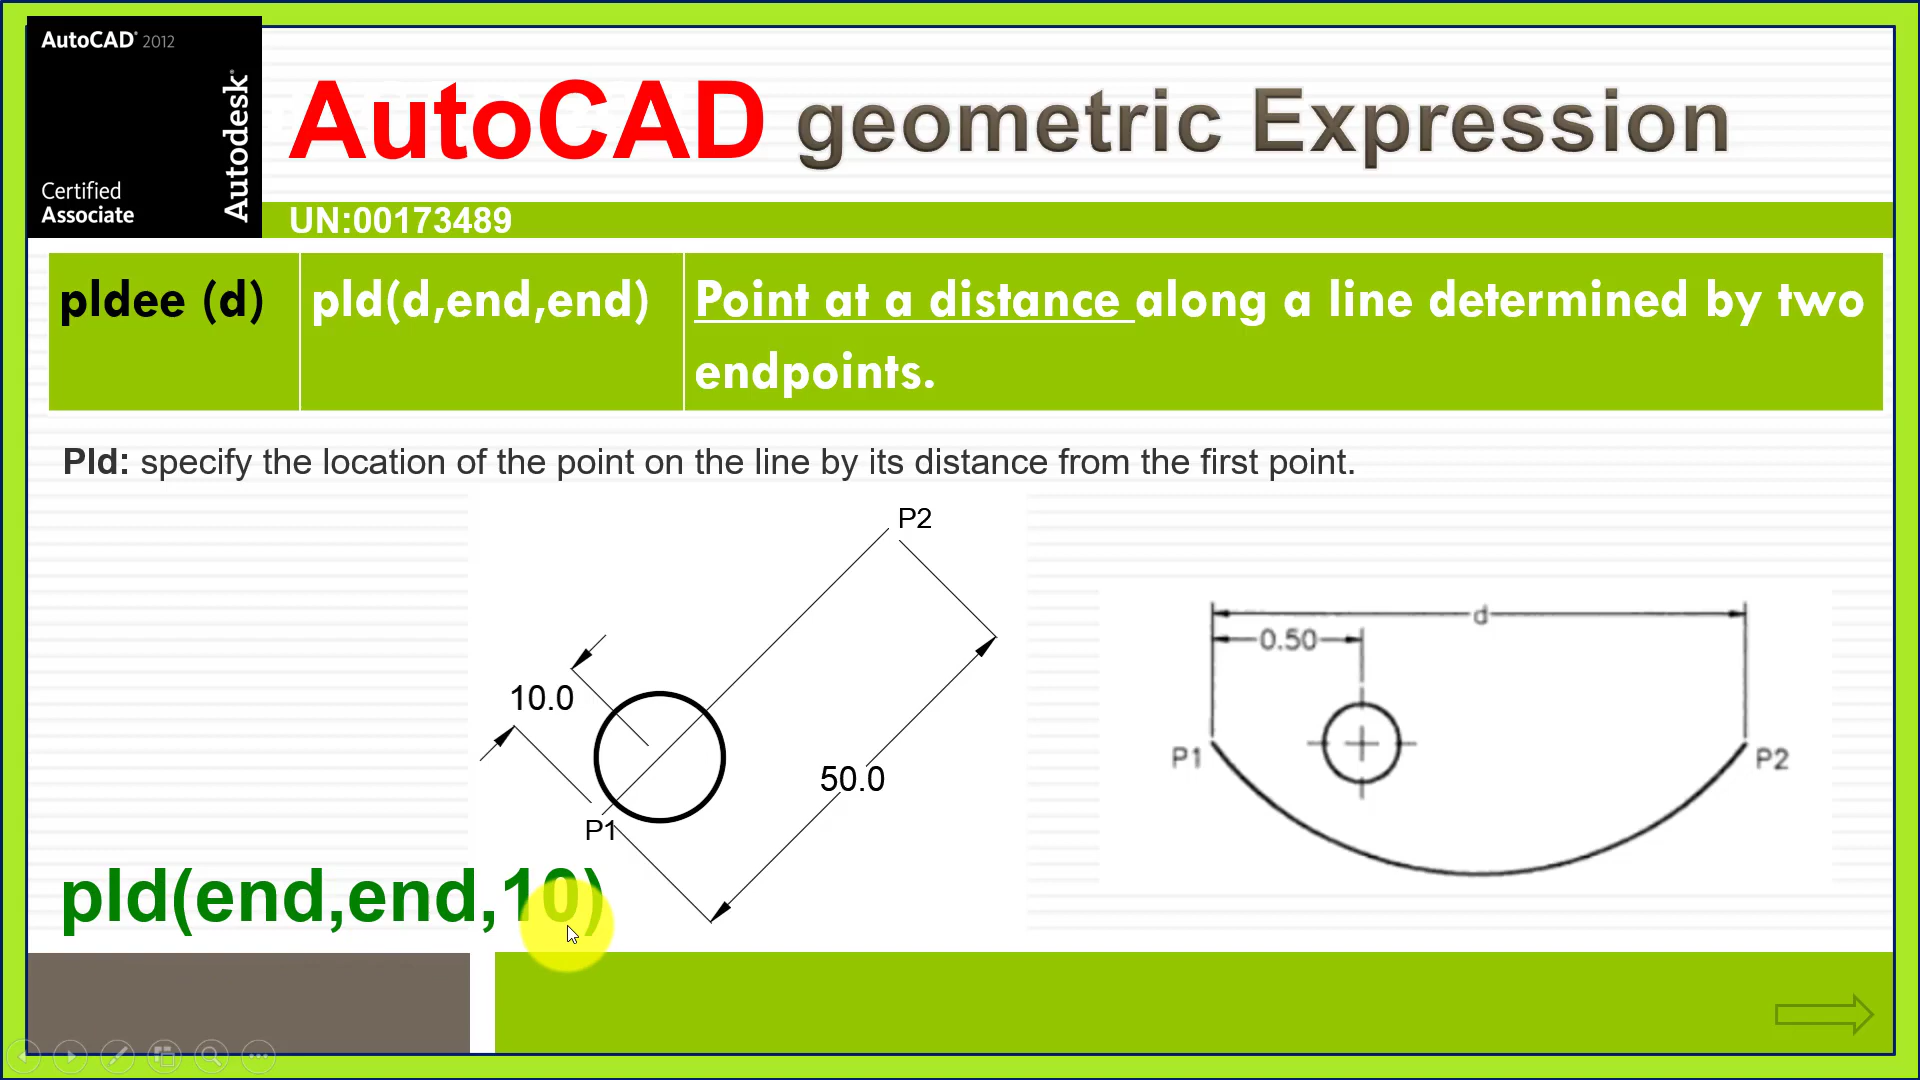 AutoCAD® 2012
Autodesk®
Certified
Associate
AutoCAD geometric Expression
UN:00173489
pldee (d)
pld(d,end,end)
Point at a distance along a line determined by two
endpoints.
Pld: specify the location of the point on the line by its distance from the first point.
P2
10.0
50.0
P1
d
0.50
P1
P2
pld(end,end,10)